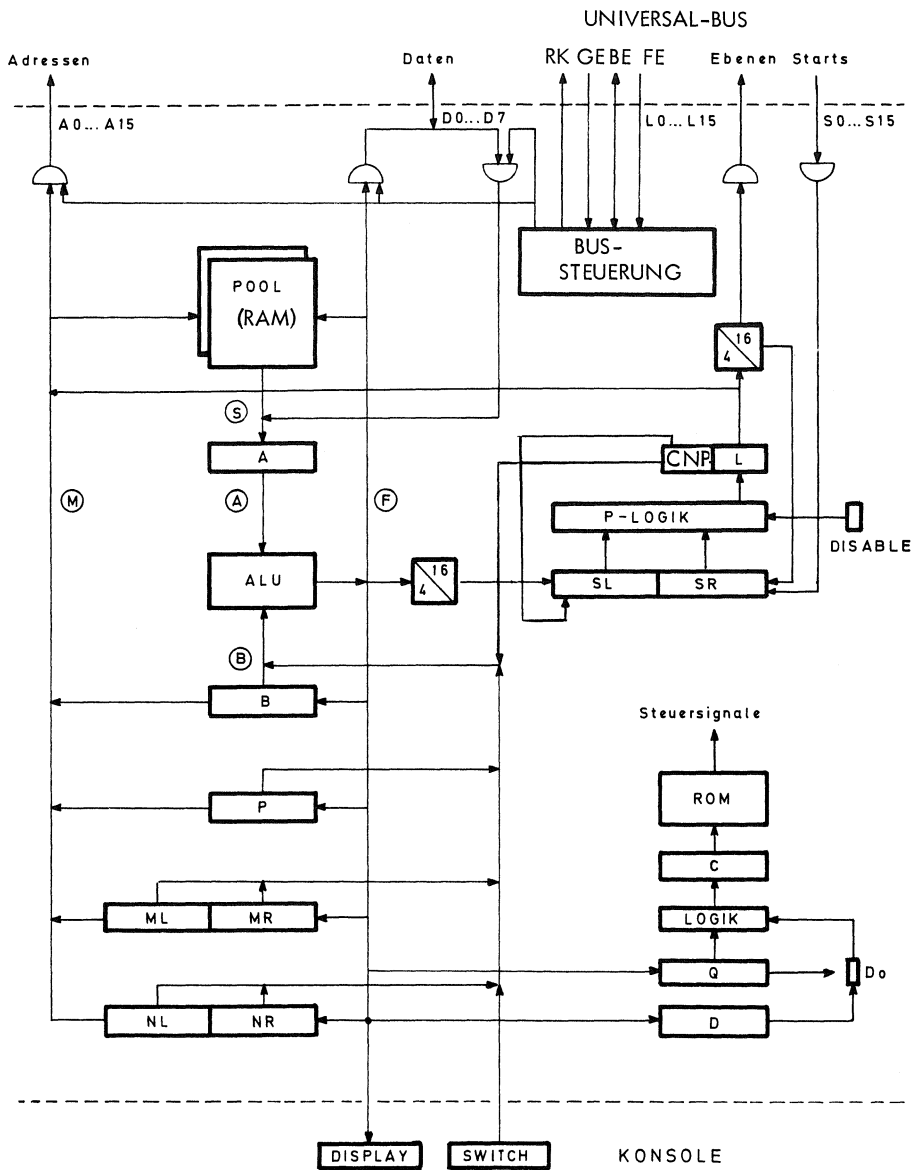 UNIVERSAL-BUS
Adressen Daten RK GE BE FE Ebenen Starts
A0...A15 D0...D7 L0...L15 S0...S15
BUS-
STEUERUNG
POOL
(RAM)
16
4
S
A CNP L
M A F P-LOGIK
DISABLE
ALU 16
4 SL SR
B
B
Steuersignale
P ROM
C
ML MR LOGIK
Q Do
NL NR D
DISPLAY SWITCH KONSOLE